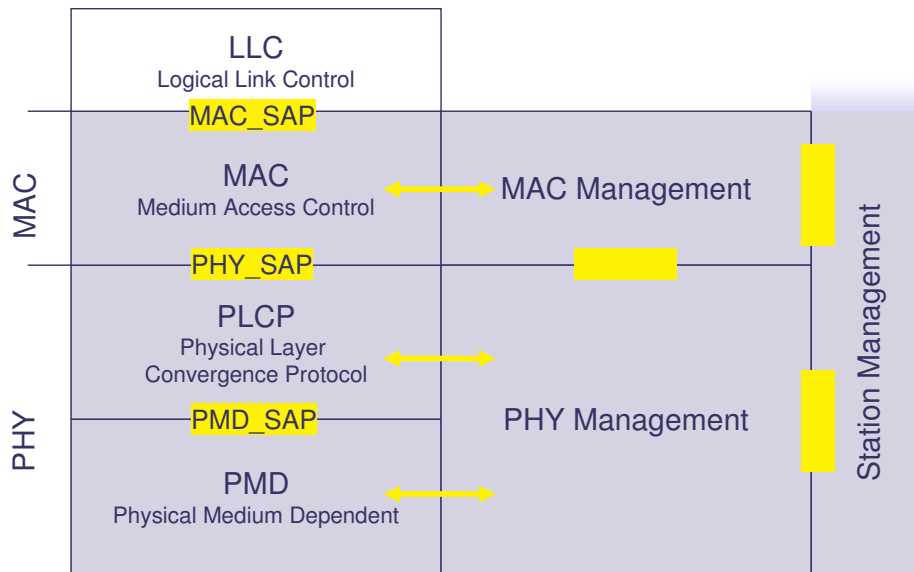 LLC
Logical Link Control
MAC_SAP
MAC
MAC
Medium Access Control
MAC Management
PHY_SAP
PLCP
Physical Layer
Convergence Protocol
PHY
PMD_SAP
PHY Management
PMD
Physical Medium Dependent
Station Management